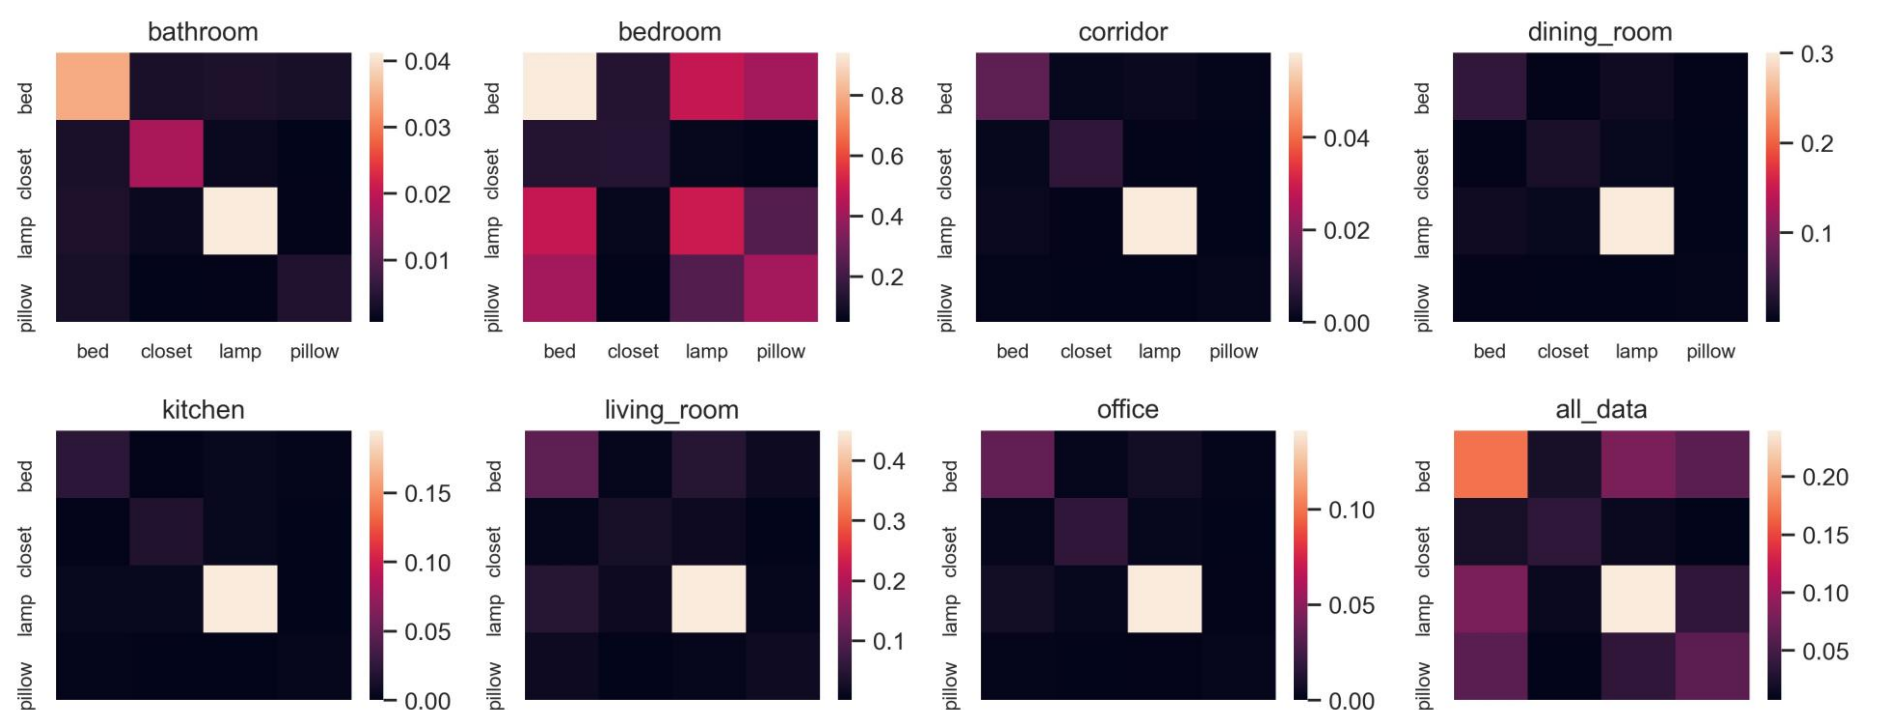 bathroom
bed
closet
lamp
pillow
bed closet lamp pillow
0.04
0.03
0.02
0.01
bedroom
bed
closet
lamp
pillow
bed closet lamp pillow
0.8
0.6
0.4
0.2
corridor
bed
closet
lamp
pillow
bed closet lamp pillow
0.04
0.02
0.00
dining_room
bed
closet
lamp
pillow
bed closet lamp pillow
0.3
0.2
0.1
kitchen
bed
closet
lamp
pillow
0.15
0.10
0.05
0.00
living_room
bed
closet
lamp
pillow
0.4
0.3
0.2
0.1
office
bed
closet
lamp
pillow
0.10
0.05
0.00
all_data
bed
closet
lamp
pillow
0.20
0.15
0.10
0.05